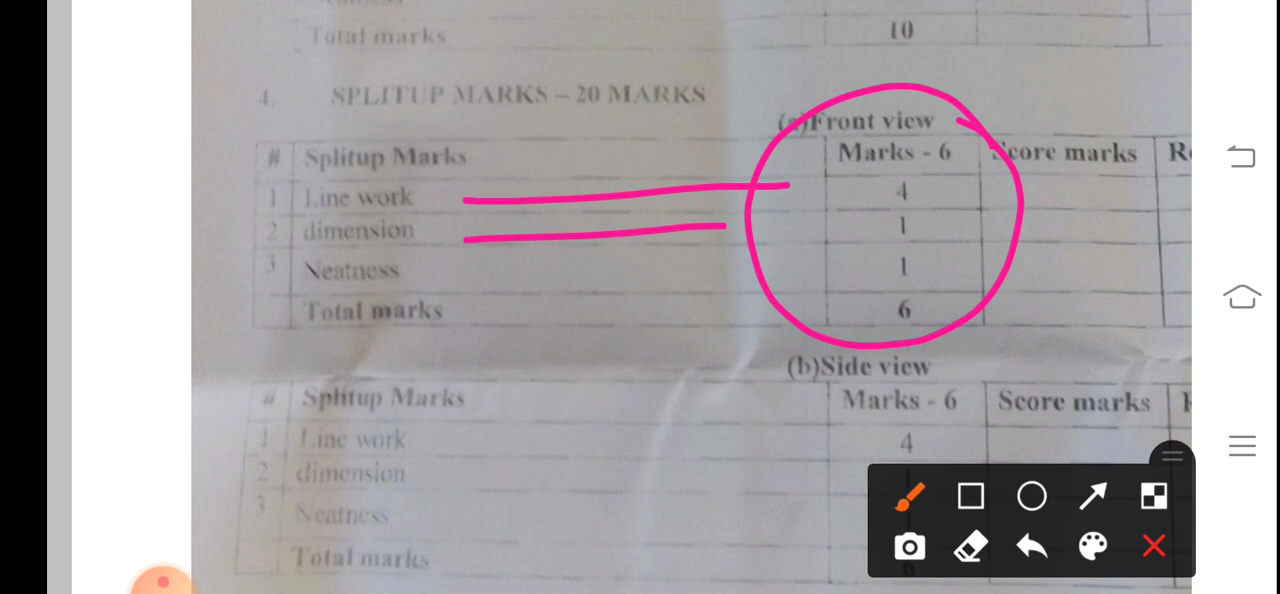 Total marks 10
4. SPLITUP MARKS – 20 MARKS
(a)Front view
# Splitup Marks Marks - 6 Score marks
1 Line work 4
2 dimension 1
3 Neatness 1
Total marks 6
(b)Side view
# Splitup Marks Marks - 6 Score marks
1 Line work 4
2 dimension
3 Neatness
Total marks